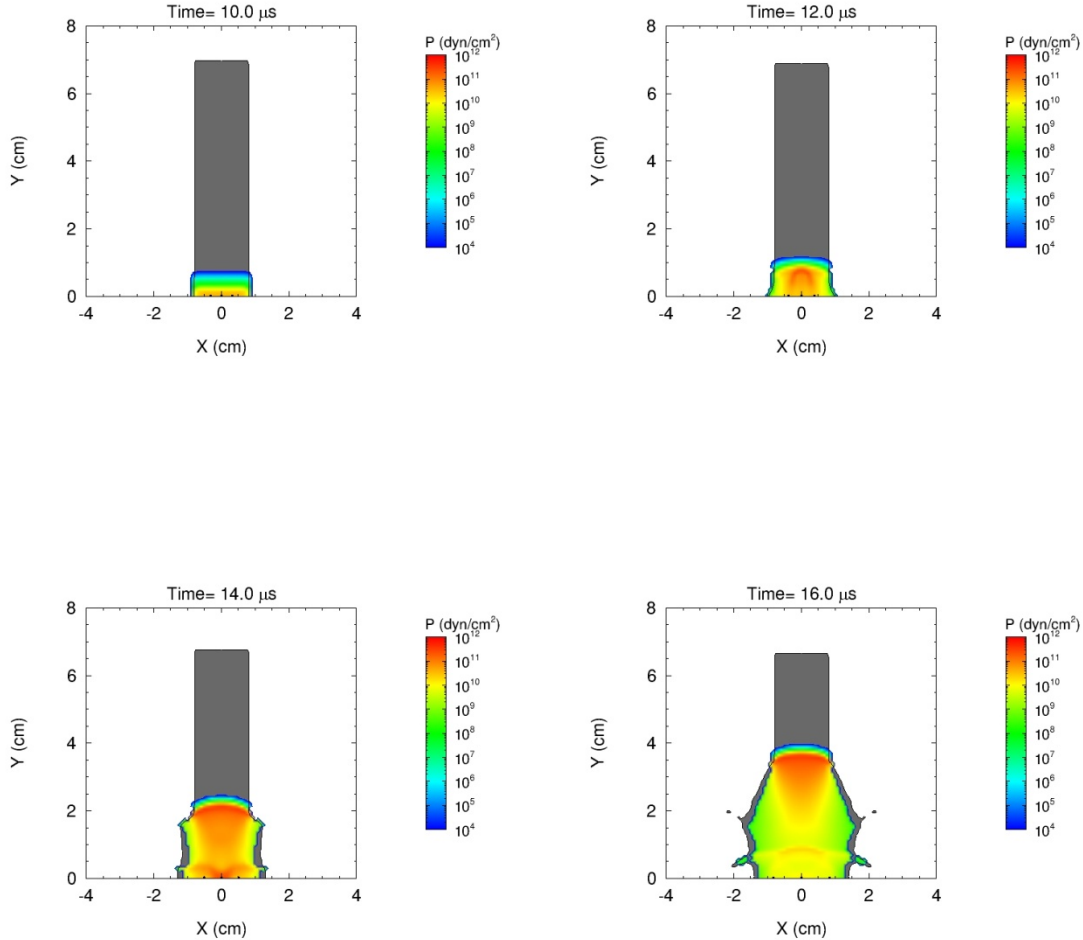 Time= 10.0 μs
P (dyn/cm²)
10¹²
10¹¹
10¹⁰
10⁹
10⁸
10⁷
10⁶
10⁵
10⁴
8
6
4
2
0
Y (cm)
-4 -2 0 2 4
X (cm)
Time= 12.0 μs
P (dyn/cm²)
10¹²
10¹¹
10¹⁰
10⁹
10⁸
10⁷
10⁶
10⁵
10⁴
8
6
4
2
0
Y (cm)
-4 -2 0 2 4
X (cm)
Time= 14.0 μs
P (dyn/cm²)
10¹²
10¹¹
10¹⁰
10⁹
10⁸
10⁷
10⁶
10⁵
10⁴
8
6
4
2
0
Y (cm)
-4 -2 0 2 4
X (cm)
Time= 16.0 μs
P (dyn/cm²)
10¹²
10¹¹
10¹⁰
10⁹
10⁸
10⁷
10⁶
10⁵
10⁴
8
6
4
2
0
Y (cm)
-4 -2 0 2 4
X (cm)